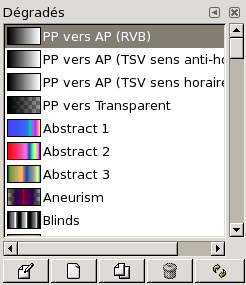 Dégradés
PP vers AP (RVB)
PP vers AP (TSV sens anti-ho
PP vers AP (TSV sens horaire
PP vers Transparent
Abstract 1
Abstract 2
Abstract 3
Aneurism
Blinds